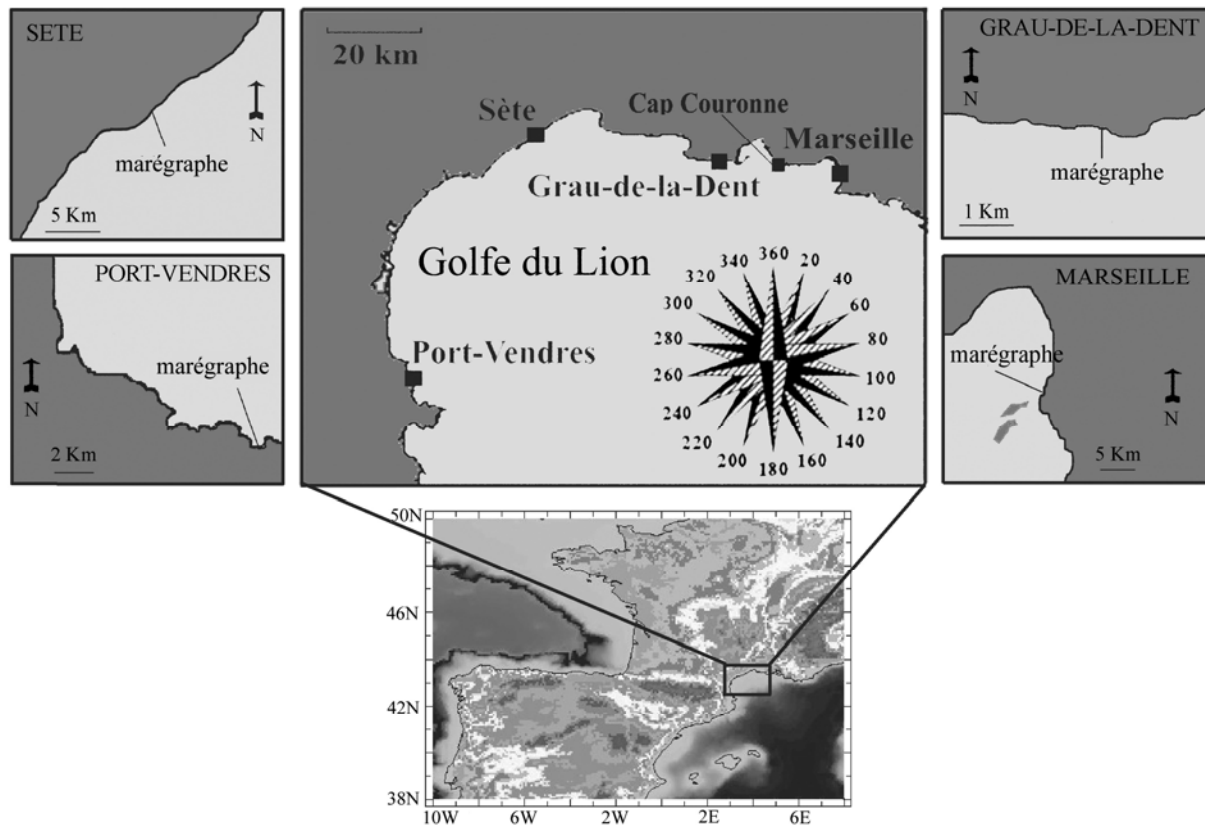 SETE
N
marégraphe
5 Km
PORT-VENDRES
marégraphe
N
2 Km
20 km
Sète
Cap Couronne
Marseille
Grau-de-la-Dent
Golfe du Lion
Port-Vendres
360
20
40
60
80
100
120
140
160
180
200
220
240
260
280
300
320
340
GRAU-DE-LA-DENT
N
marégraphe
1 Km
MARSEILLE
marégraphe
N
5 Km
50N
46N
42N
38N
10W
6W
2W
2E
6E